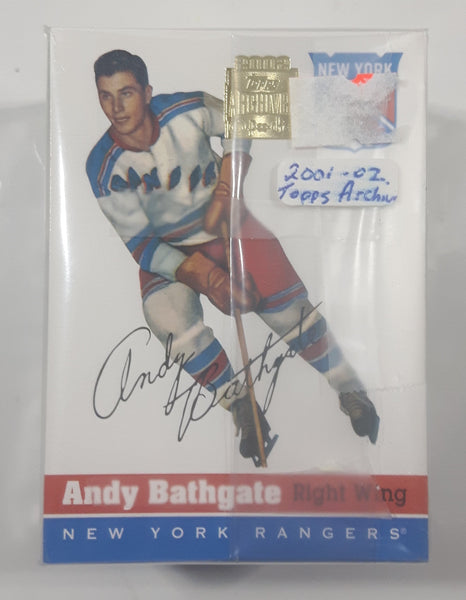 NEW YORK
Topps
ARCHIVES
2001-02
Topps Archiv
RANGERS
Andy Bathgate
Andy Bathgate Right Wing
NEW YORK RANGERS®